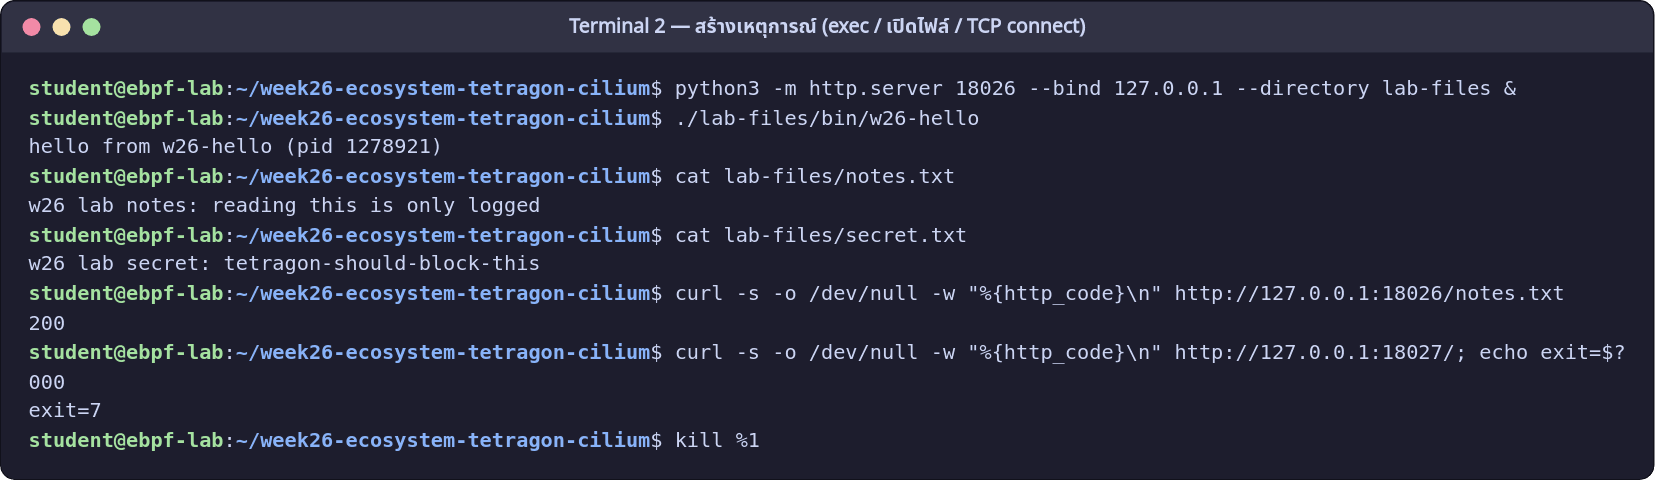 Terminal 2 — สร้างเหตุการณ์ (exec / เปิดไฟล์ / TCP connect)
student@ebpf-lab:~/week26-ecosystem-tetragon-cilium$ python3 -m http.server 18026 --bind 127.0.0.1 --directory lab-files &
student@ebpf-lab:~/week26-ecosystem-tetragon-cilium$ ./lab-files/bin/w26-hello
hello from w26-hello (pid 1278921)
student@ebpf-lab:~/week26-ecosystem-tetragon-cilium$ cat lab-files/notes.txt
w26 lab notes: reading this is only logged
student@ebpf-lab:~/week26-ecosystem-tetragon-cilium$ cat lab-files/secret.txt
w26 lab secret: tetragon-should-block-this
student@ebpf-lab:~/week26-ecosystem-tetragon-cilium$ curl -s -o /dev/null -w "%{http_code}\n" http://127.0.0.1:18026/notes.txt
200
student@ebpf-lab:~/week26-ecosystem-tetragon-cilium$ curl -s -o /dev/null -w "%{http_code}\n" http://127.0.0.1:18027/; echo exit=$?
000
exit=7
student@ebpf-lab:~/week26-ecosystem-tetragon-cilium$ kill %1